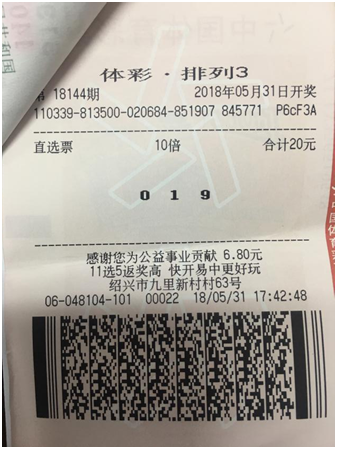 体彩·排列3
第 18144期 2018年05月31日开奖
110339-813500-020684-851907 845771 P6cF3A
直选票 10倍 合计20元
0 1 9
感谢您为公益事业贡献 6.80元
11选5返奖高 快开易中更好玩
绍兴市九里新村村63号
06-048104-101 00022 18/05/31 17:42:48